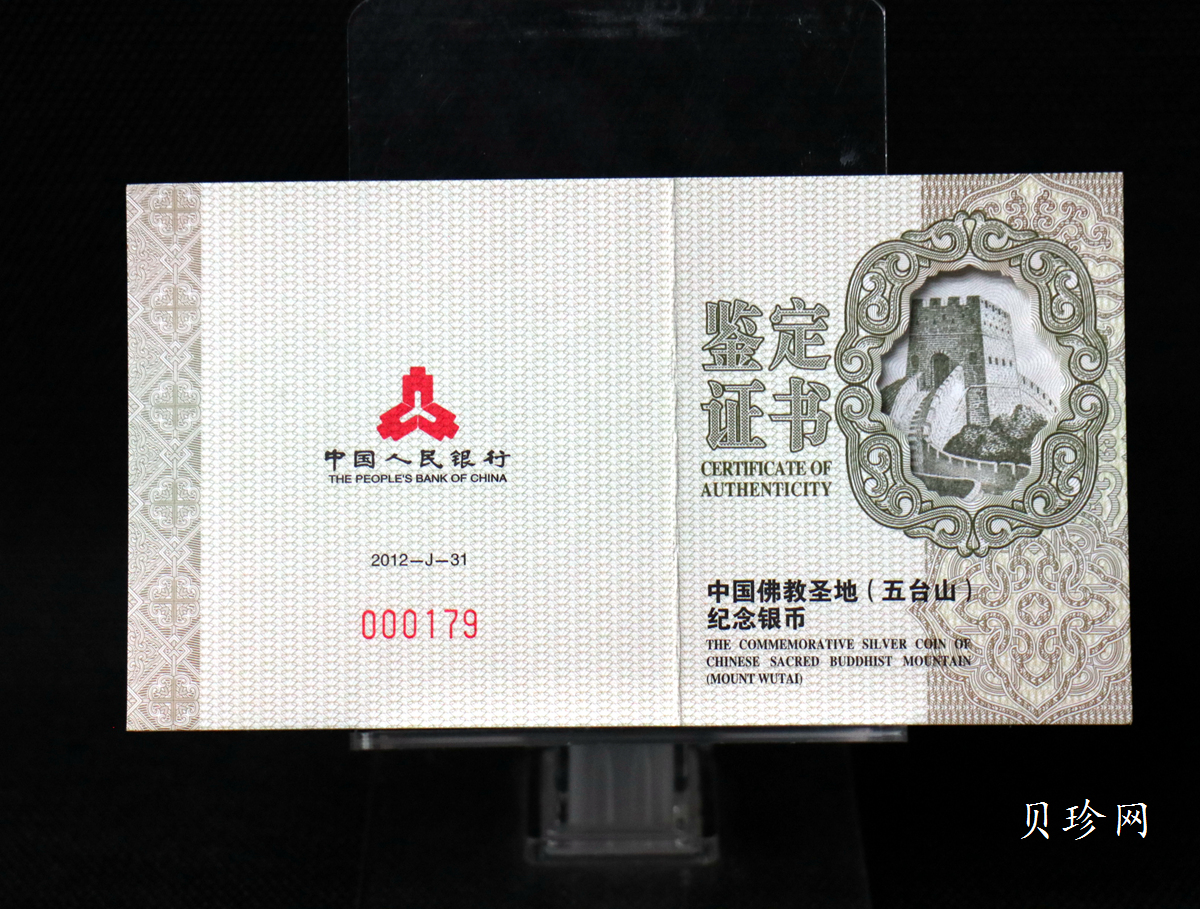 中国人民银行
THE PEOPLE'S BANK OF CHINA
2012—J—31
000179
鉴定
证书
CERTIFICATE OF
AUTHENTICITY
中国佛教圣地（五台山）
纪念银币
THE COMMEMORATIVE SILVER COIN OF
CHINESE SACRED BUDDHIST MOUNTAIN
(MOUNT WUTAI)
贝珍网